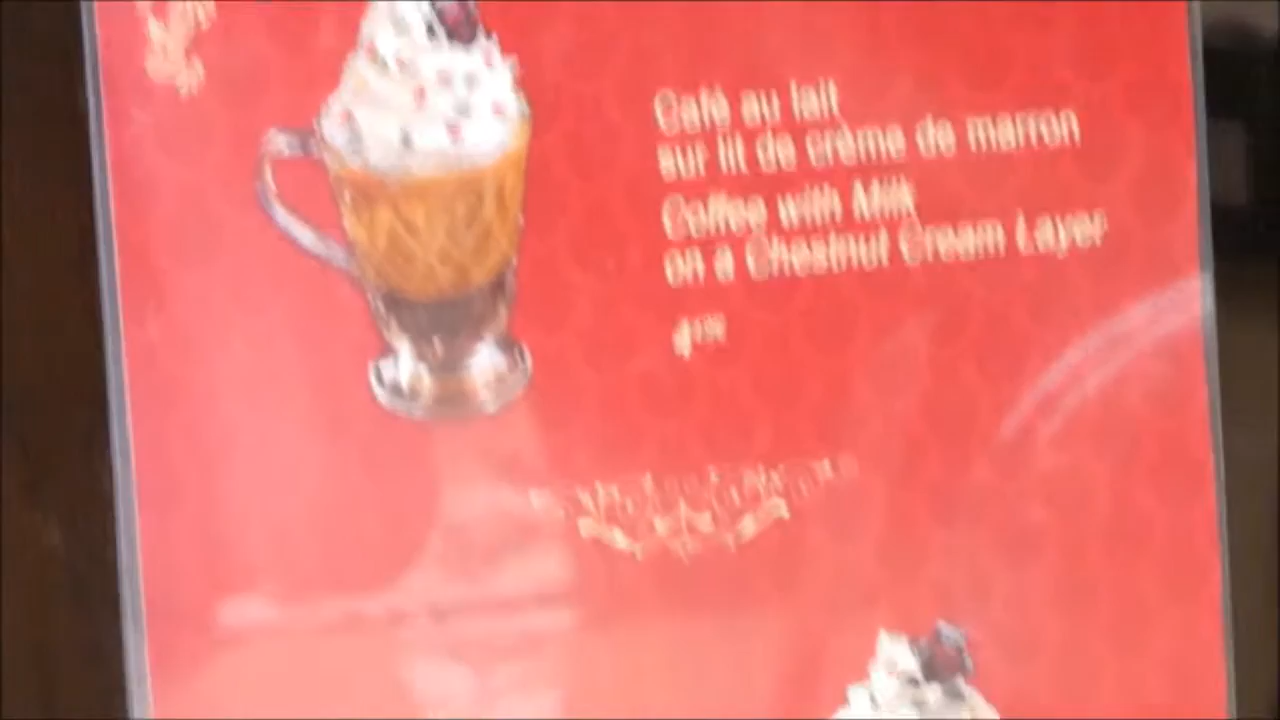 Café au lait
sur lit de crème de marron
Coffee with Milk
on a Chestnut Cream Layer